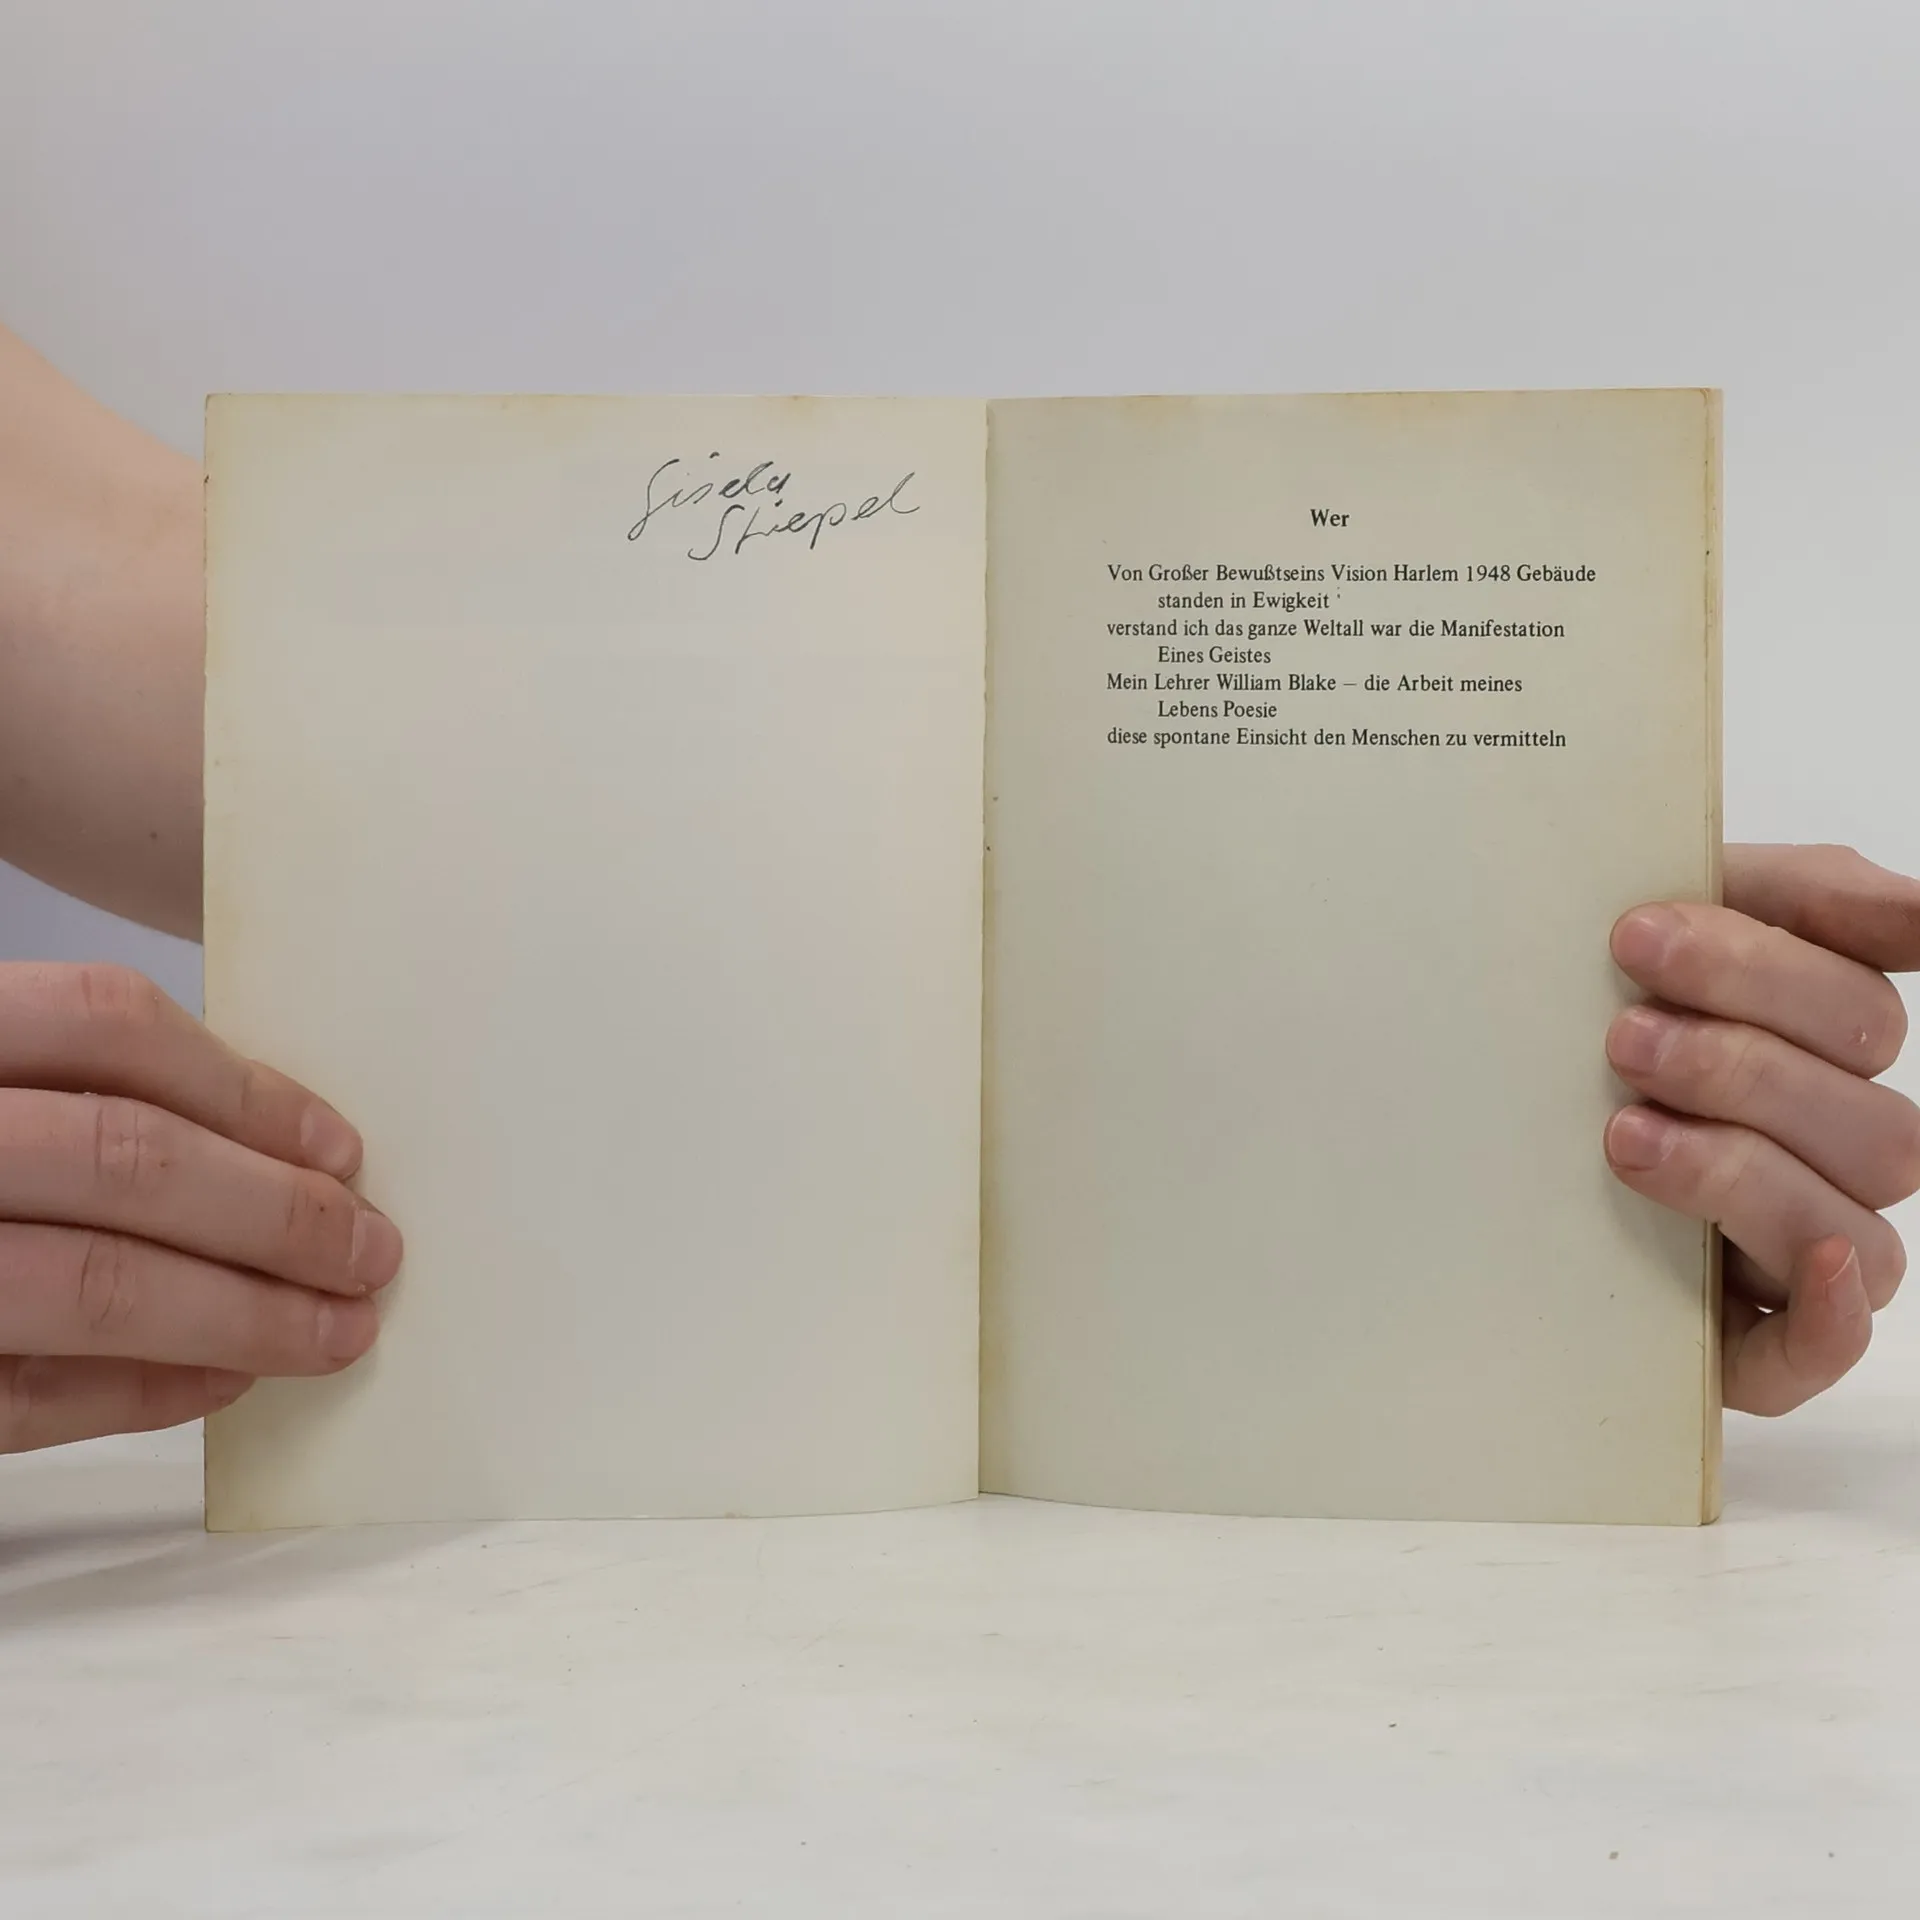 Gisela
Stiepel
Wer
Von Großer Bewußtseins Vision Harlem 1948 Gebäude
standen in Ewigkeit
verstand ich das ganze Weltall war die Manifestation
Eines Geistes
Mein Lehrer William Blake – die Arbeit meines
Lebens Poesie
diese spontane Einsicht den Menschen zu vermitteln